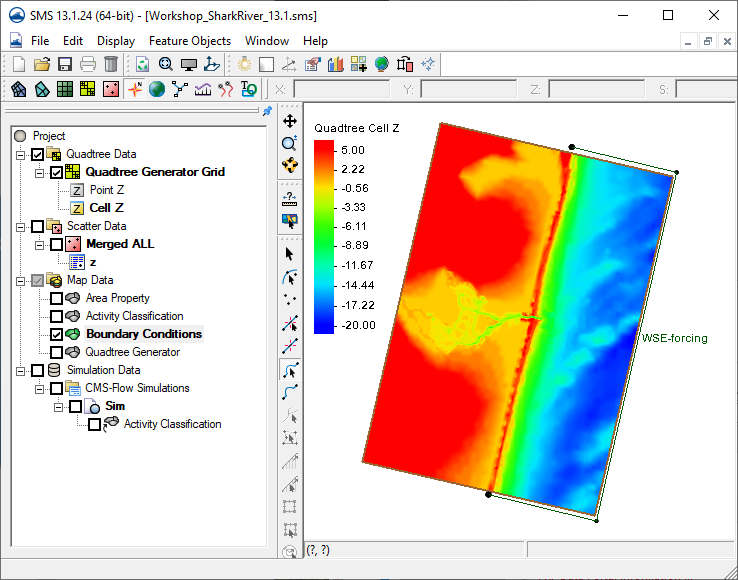 SMS 13.1.24 (64-bit) - [Workshop_SharkRiver_13.1.sms]
File Edit Display Feature Objects Window Help
X: Y: Z: S:
Project
Quadtree Data
Quadtree Generator Grid
Point Z
Cell Z
Scatter Data
Merged ALL
z
Map Data
Area Property
Activity Classification
Boundary Conditions
Quadtree Generator
Simulation Data
CMS-Flow Simulations
Sim
Activity Classification
Quadtree Cell Z
5.00
2.22
-0.56
-3.33
-6.11
-8.89
-11.67
-14.44
-17.22
-20.00
WSE-forcing
(?, ?)